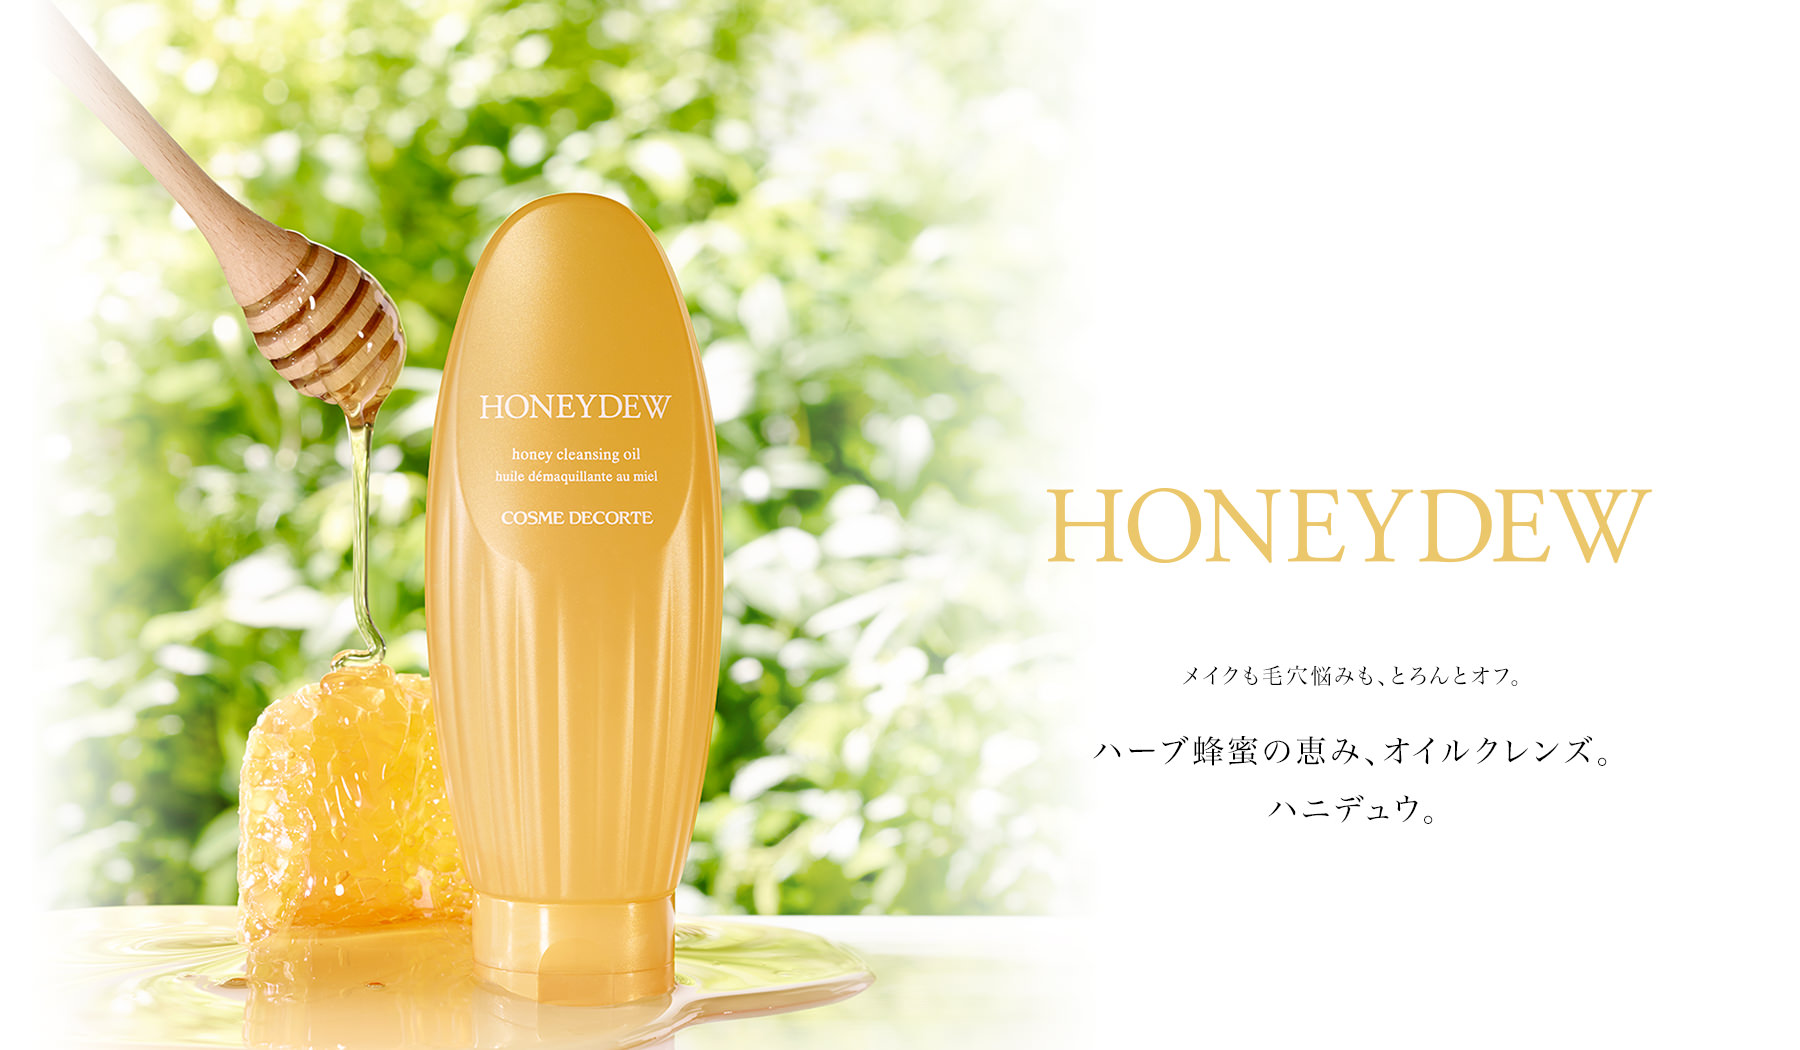 HONEYDEW
honey cleansing oil
huile démaquillante au miel
COSME DECORTE
HONEYDEW
メイクも毛穴悩みも、とろんとオフ。
ハーブ蜂蜜の恵み、オイルクレンズ。
ハニデュウ。